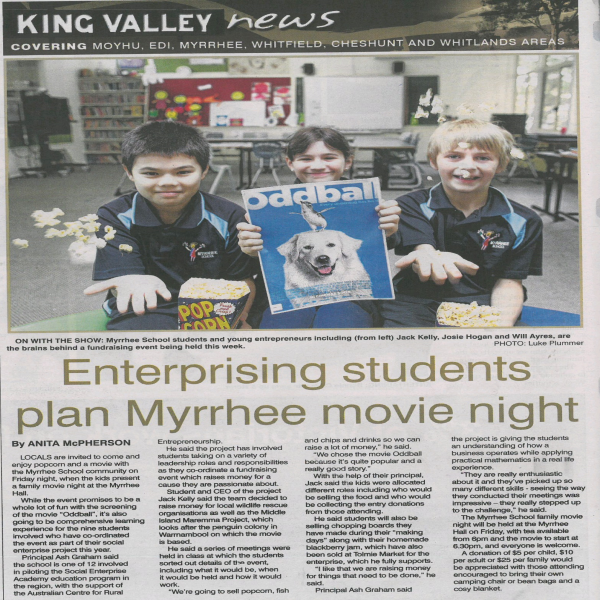 KING VALLEY news
COVERING MOYHU, EDI, MYRRHEE, WHITFIELD, CHESHUNT AND WHITLANDS AREAS
oddball
POP
CORN
ON WITH THE SHOW: Myrrhee School students and young entrepreneurs including (from left) Jack Kelly, Josie Hogan and Will Ayres, are
the brains behind a fundraising event being held this week.
PHOTO: Luke Plummer
Enterprising students
plan Myrrhee movie night
By ANITA McPHERSON
LOCALS are invited to come and
enjoy popcorn and a movie with
the Myrrhee School community on
Friday night, when the kids present
a family movie night at the Myrrhee
Hall.
While the event promises to be a
whole lot of fun with the screening
of the movie "Oddball", it's also
going to be comprehensive learning
experience for the nine students
involved who have co-ordinated
the event as part of their social
enterprise project this year.
Principal Ash Graham said
the school is one of 12 involved
in piloting the Social Enterprise
Academy education program in
the region, with the support of
the Australian Centre for Rural
Entrepreneurship.
He said the project has involved
students taking on a variety of
leadership roles and responsibilities
as they co-ordinate a fundraising
event which raises money for a
cause they are passionate about.
Student and CEO of the project
Jack Kelly said the team decided to
raise money for local wildlife rescue
organisations as well as the Middle
Island Maremma Project, which
looks after the penguin colony in
Warrnambool on which the movie
is based.
He said a series of meetings were
held in class at which the students
sorted out details of the event,
including what it would be, when
it would be held and how it would
work.
"We're going to sell popcorn, fish
and chips and drinks so we can
raise a lot of money," he said.
"We chose the movie Oddball
because it's quite popular and a
really good story."
With the help of their principal,
Jack said the kids were allocated
different roles including who would
be selling the food and who would
be collecting the entry donations
from those attending.
He said students will also be
selling chopping boards they
have made during their "making
days" along with their homemade
blackberry jam, which have also
been sold at Tolmie Market for the
enterprise, which he fully supports.
"I like that we are raising money
for things that need to be done," he
said.
Principal Ash Graham said
the project is giving the students
an understanding of how a
business operates while applying
practical mathematics in a real life
experience.
"They are really enthusiastic
about it and they've picked up so
many different skills - seeing the way
they conducted their meetings was
impressive - they really stepped up
to the challenge," he said.
The Myrrhee School family movie
night will be held at the Myrrhee
Hall on Friday, with tea available
from 6pm and the movie to start at
6.30pm, and everyone is welcome.
A donation of $5 per child, $10
per adult or $25 per family would
be appreciated with those attending
encouraged to bring their own
camping chair or bean bags and a
cosy blanket.